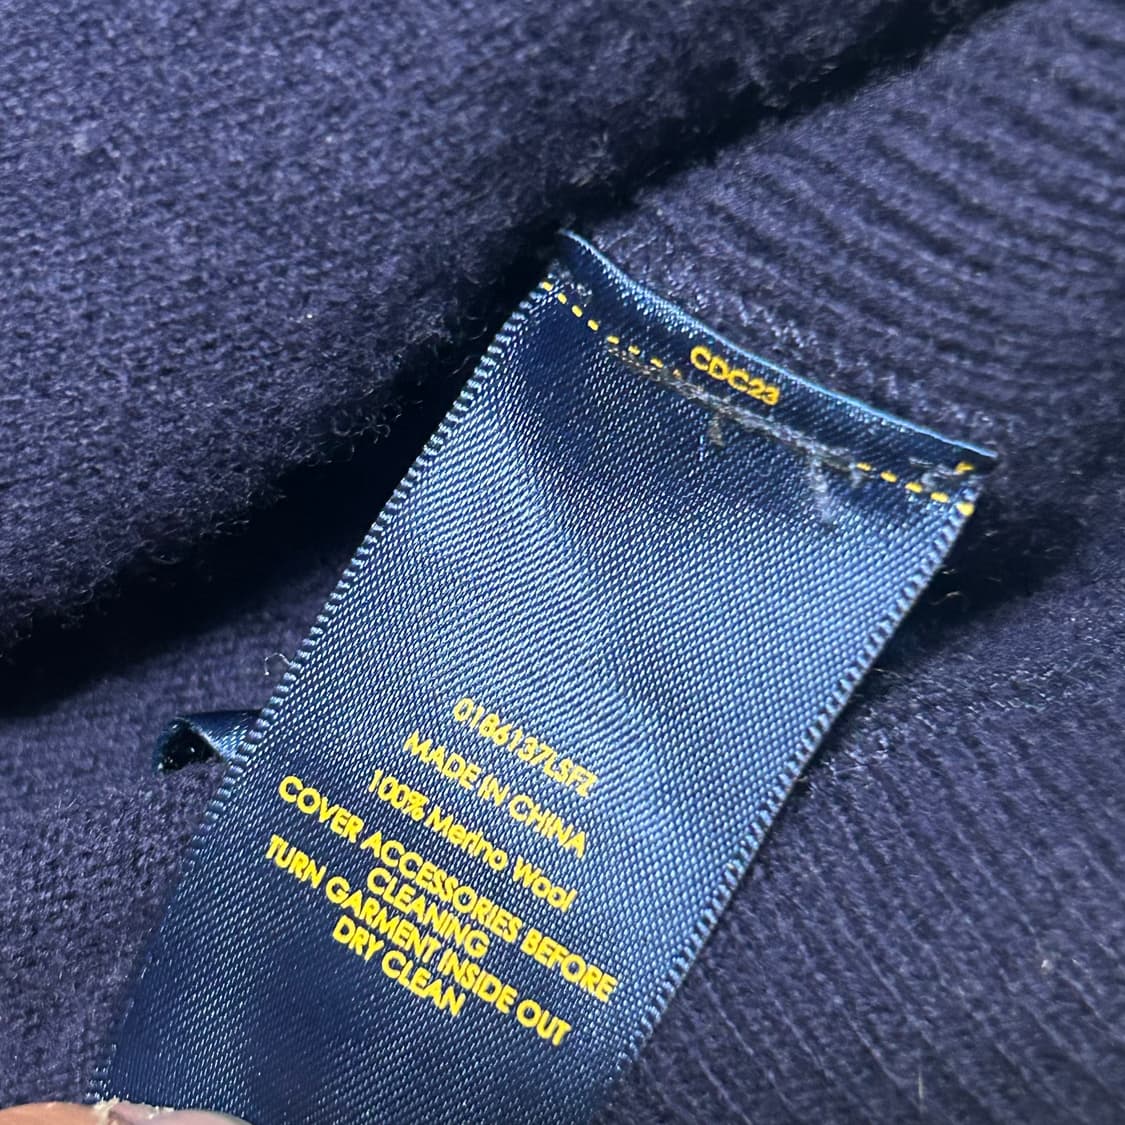 CDC23
0186137LSFZ
MADE IN CHINA
100% Merino Wool
COVER ACCESSORIES BEFORE
CLEANING
TURN GARMENT INSIDE OUT
DRY CLEAN